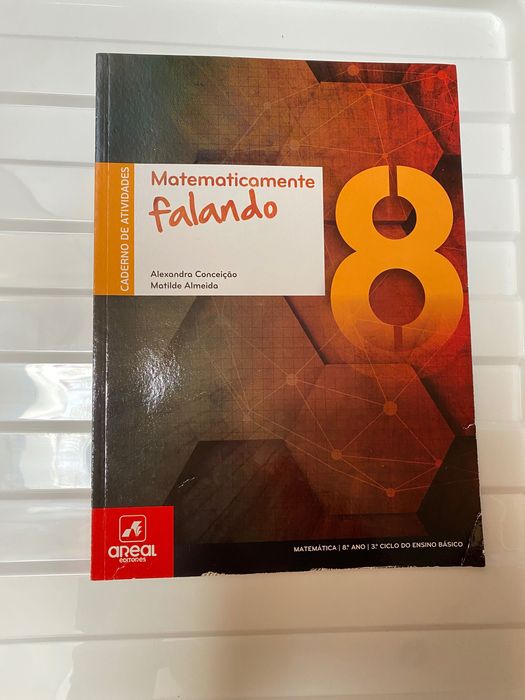 CADERNO DE ATIVIDADES
Matematicamente
falando
8
Alexandra Conceição
Matilde Almeida
AREAL
EDITORES
MATEMÁTICA | 8.º ANO | 3.º CICLO DO ENSINO BÁSICO